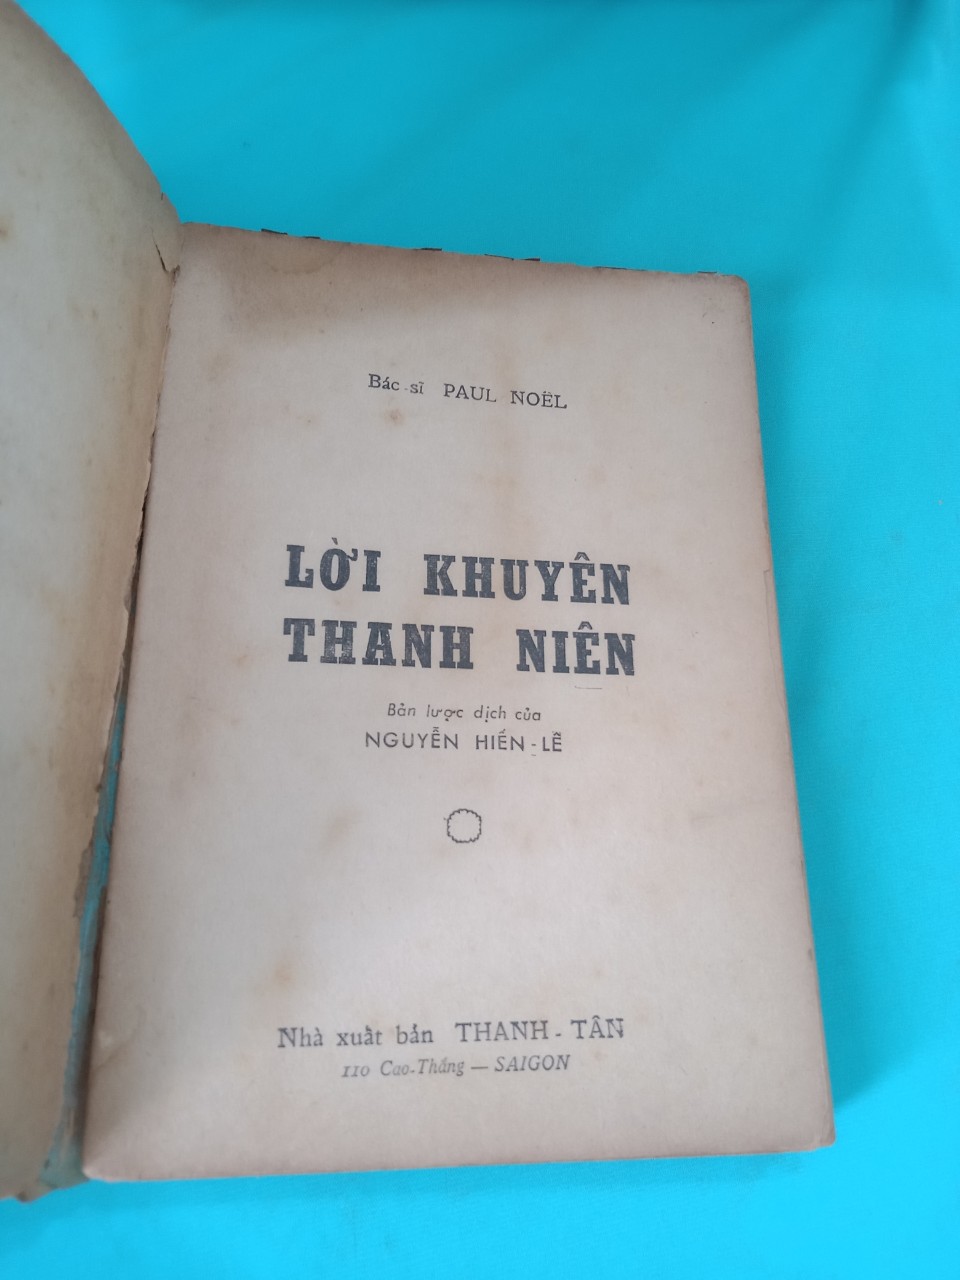 Bác-sĩ PAUL NOËL
LỜI KHUYÊN
THANH NIÊN
Bản lược dịch của
NGUYỄN HIẾN-LÊ
Nhà xuất bản THANH-TÂN
110 Cao-Thắng — SAIGON